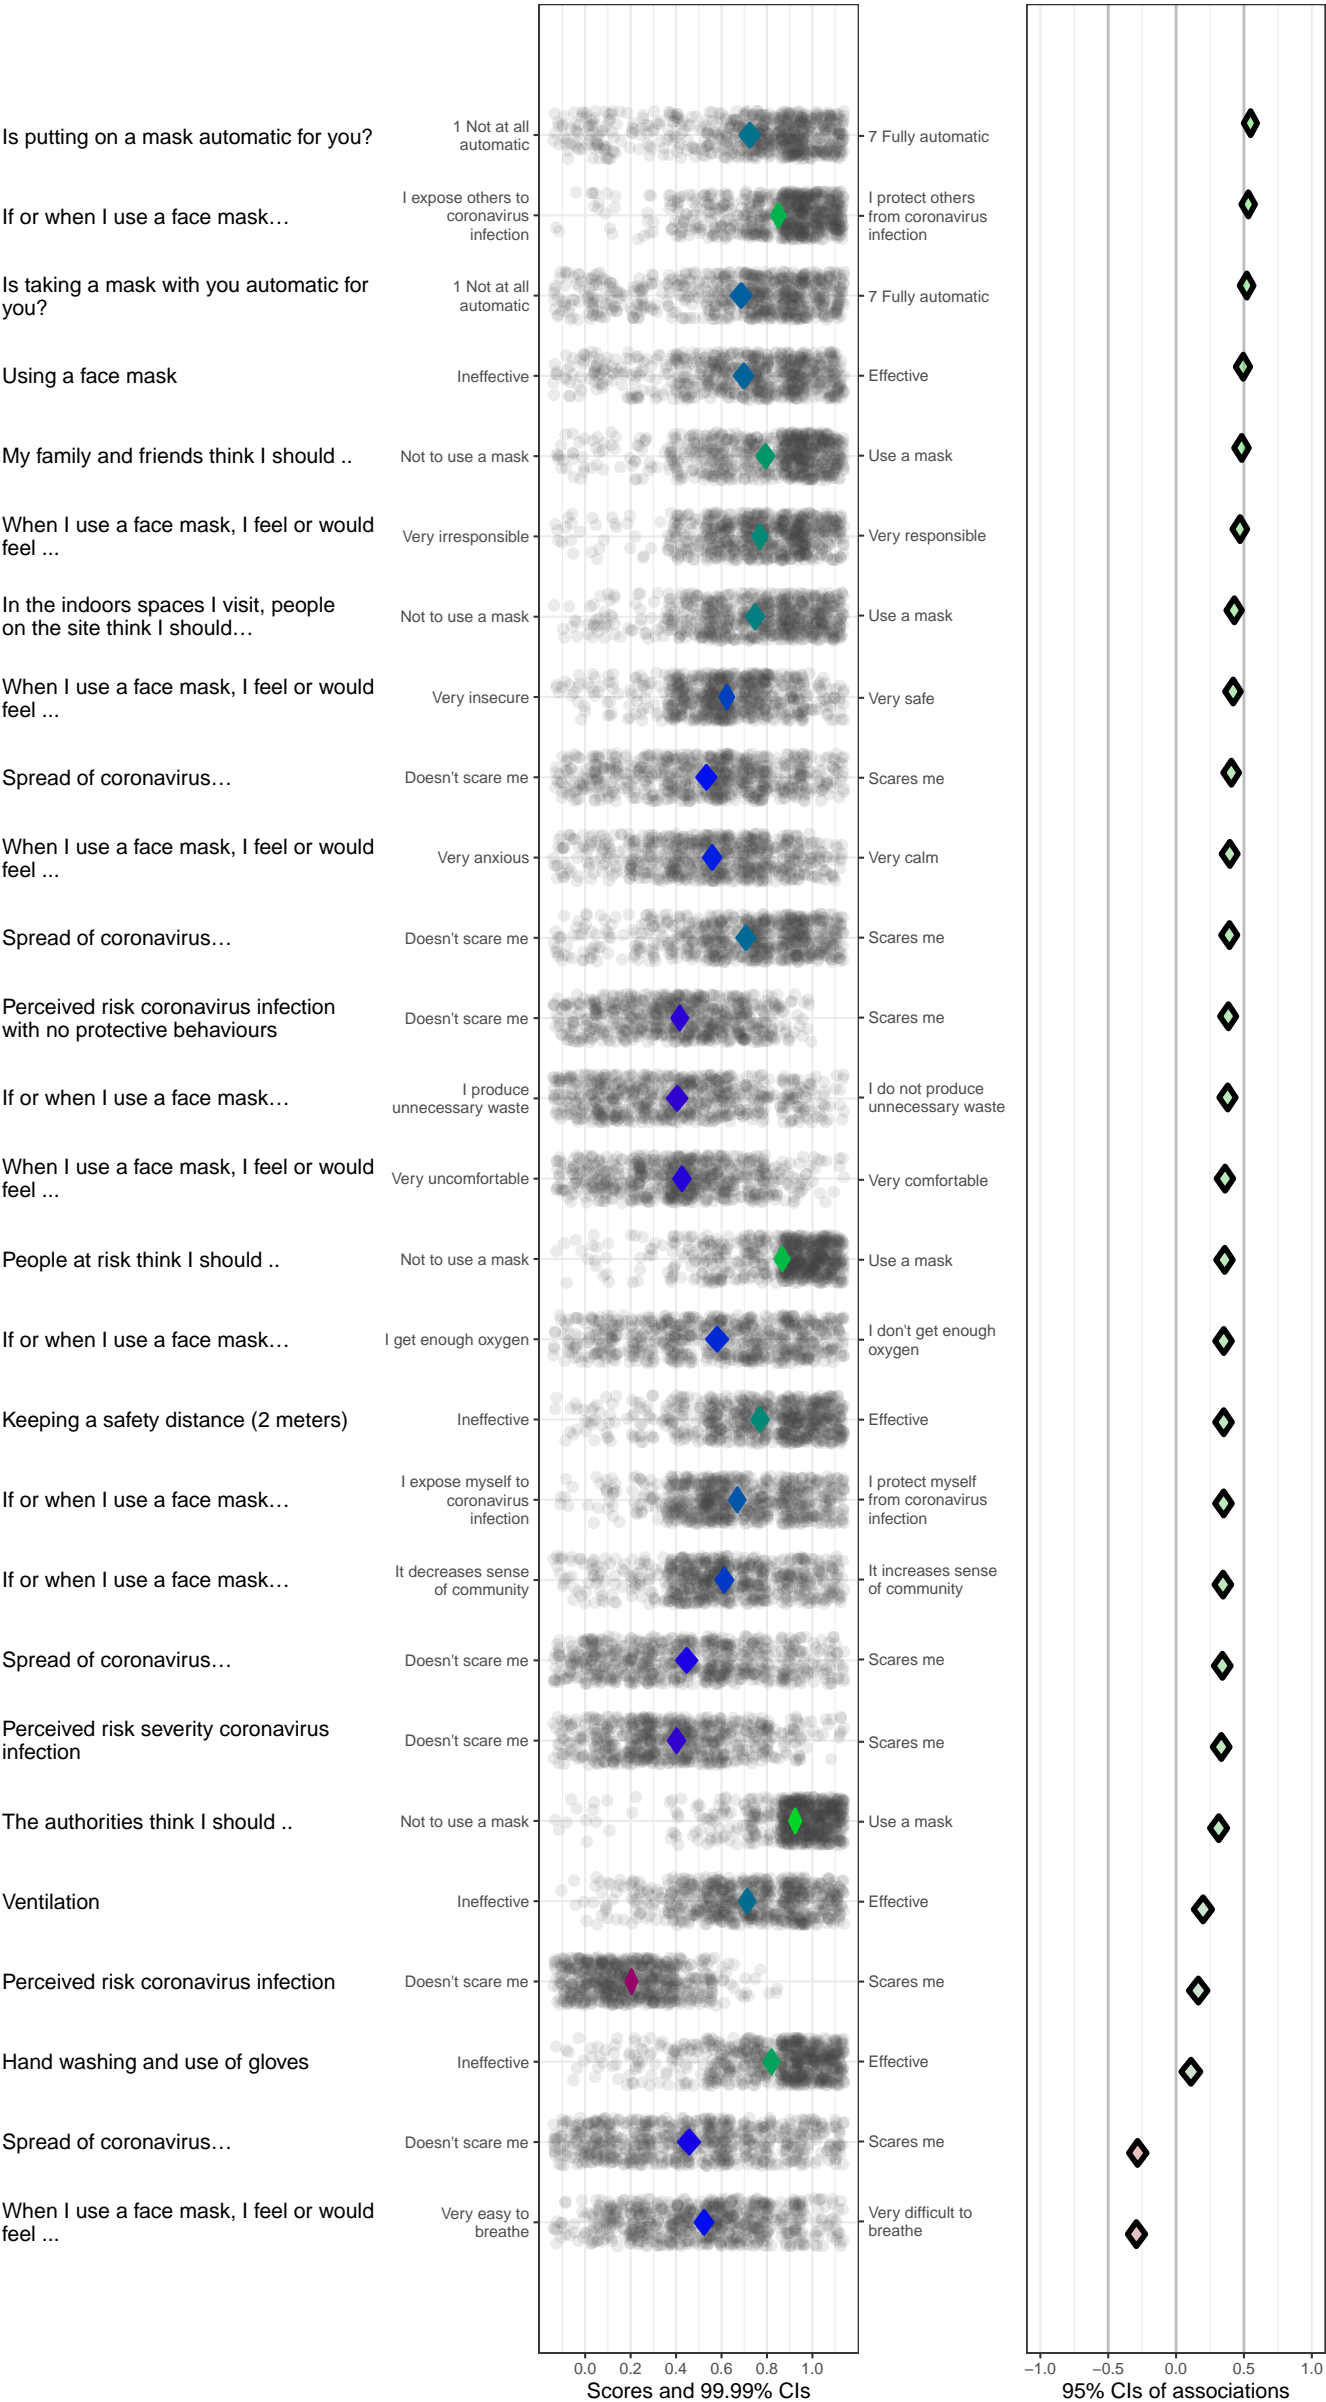 Is putting on a mask automatic for you?
1 Not at all
automatic
7 Fully automatic
If or when I use a face mask…
I expose others to
coronavirus
infection
I protect others
from coronavirus
infection
Is taking a mask with you automatic for
you?
1 Not at all
automatic
7 Fully automatic
Using a face mask
Ineffective
Effective
My family and friends think I should ..
Not to use a mask
Use a mask
When I use a face mask, I feel or would
feel ...
Very irresponsible
Very responsible
In the indoors spaces I visit, people
on the site think I should…
Not to use a mask
Use a mask
When I use a face mask, I feel or would
feel ...
Very insecure
Very safe
Spread of coronavirus…
Doesn't scare me
Scares me
When I use a face mask, I feel or would
feel ...
Very anxious
Very calm
Spread of coronavirus…
Doesn't scare me
Scares me
Perceived risk coronavirus infection
with no protective behaviours
Doesn't scare me
Scares me
If or when I use a face mask…
I produce
unnecessary waste
I do not produce
unnecessary waste
When I use a face mask, I feel or would
feel ...
Very uncomfortable
Very comfortable
People at risk think I should ..
Not to use a mask
Use a mask
If or when I use a face mask…
I get enough oxygen
I don't get enough
oxygen
Keeping a safety distance (2 meters)
Ineffective
Effective
If or when I use a face mask…
I expose myself to
coronavirus
infection
I protect myself
from coronavirus
infection
If or when I use a face mask…
It decreases sense
of community
It increases sense
of community
Spread of coronavirus…
Doesn't scare me
Scares me
Perceived risk severity coronavirus
infection
Doesn't scare me
Scares me
The authorities think I should ..
Not to use a mask
Use a mask
Ventilation
Ineffective
Effective
Perceived risk coronavirus infection
Doesn't scare me
Scares me
Hand washing and use of gloves
Ineffective
Effective
Spread of coronavirus…
Doesn't scare me
Scares me
When I use a face mask, I feel or would
feel ...
Very easy to
breathe
Very difficult to
breathe
0.0 0.2 0.4 0.6 0.8 1.0
Scores and 99.99% CIs
−1.0 −0.5 0.0 0.5 1.0
95% CIs of associations